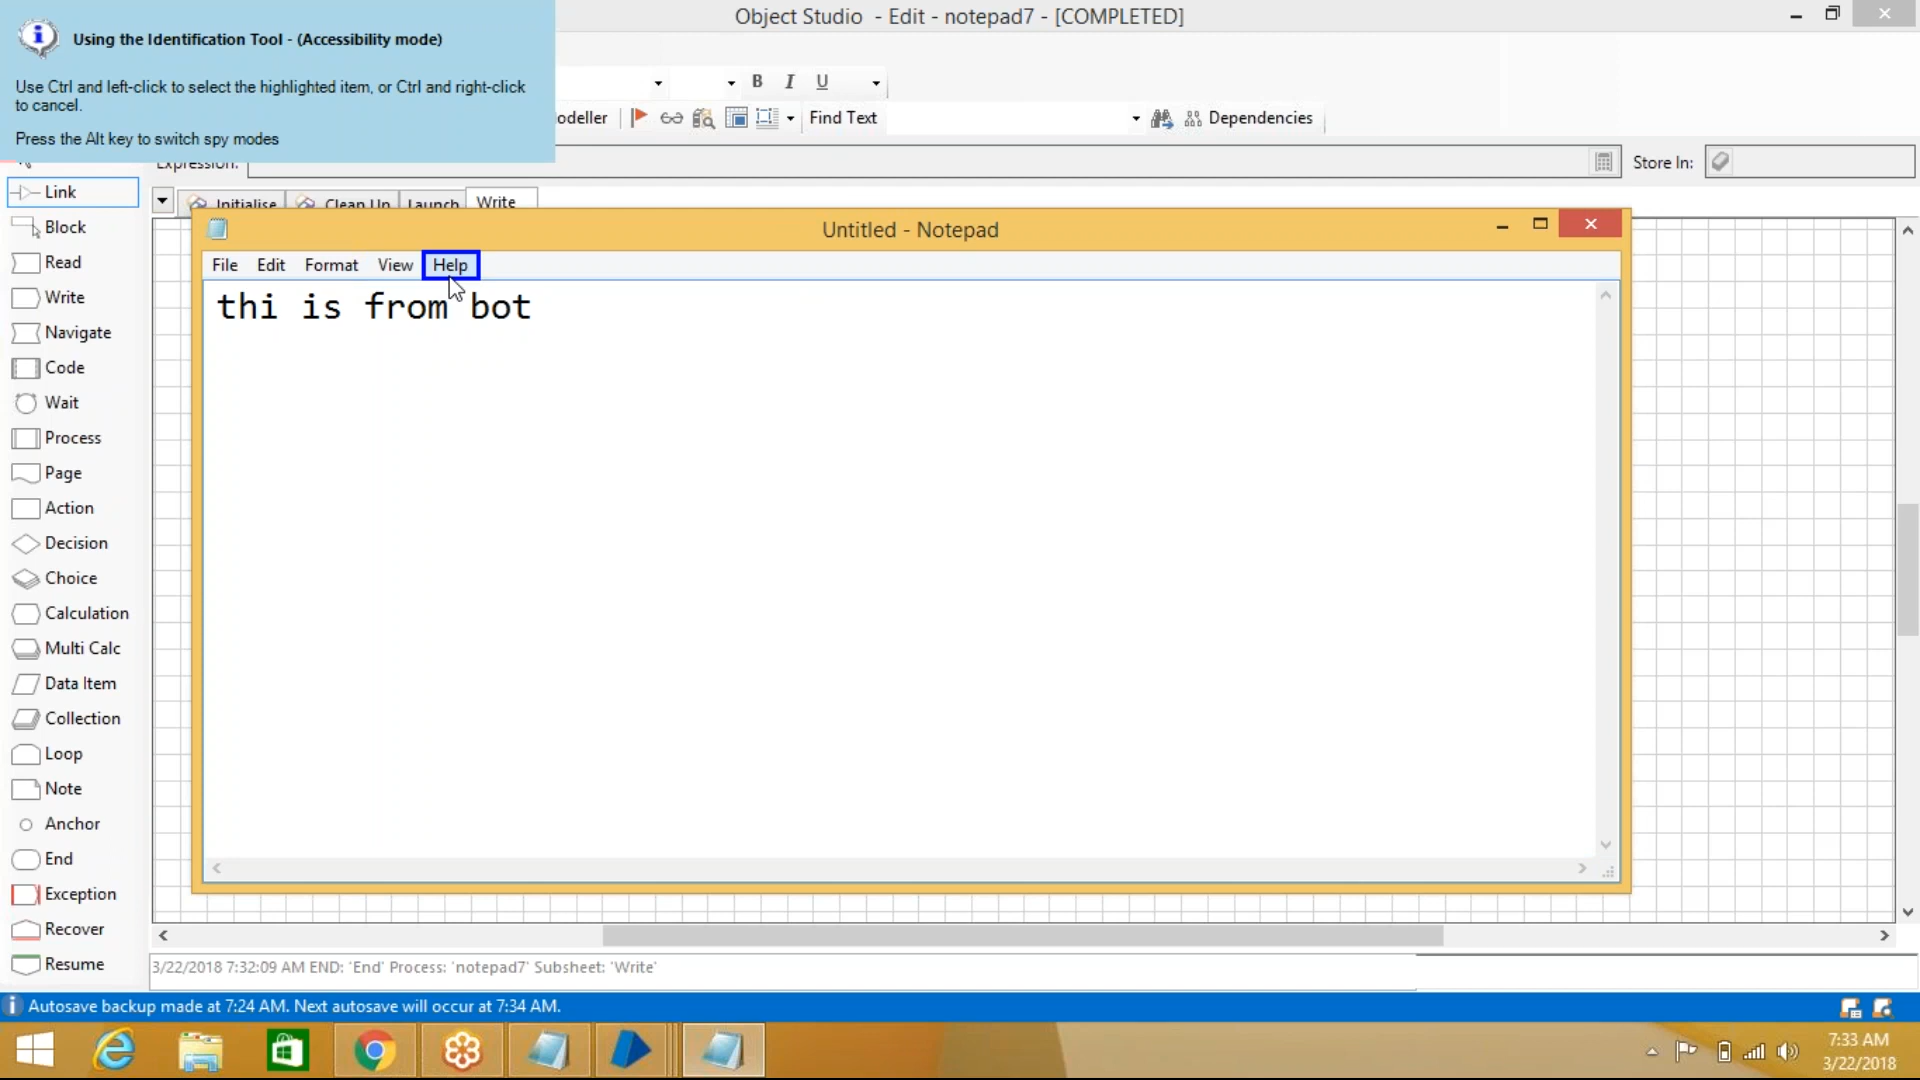 Object Studio - Edit - notepad7 - [COMPLETED]
Using the Identification Tool - (Accessibility mode)
Use Ctrl and left-click to select the highlighted item, or Ctrl and right-click
to cancel.
Press the Alt key to switch spy modes
B I U
odeller
Find Text
Dependencies
Expression:
Store In:
Initialise
Clean Up
Launch
Write
Link
Block
Read
Write
Navigate
Code
Wait
Process
Page
Action
Decision
Choice
Calculation
Multi Calc
Data Item
Collection
Loop
Note
Anchor
End
Exception
Recover
Resume
Untitled - Notepad
File Edit Format View Help
thi is from bot
3/22/2018 7:32:09 AM END: 'End' Process: 'notepad7' Subsheet: 'Write'
Autosave backup made at 7:24 AM. Next autosave will occur at 7:34 AM.
7:33 AM
3/22/2018